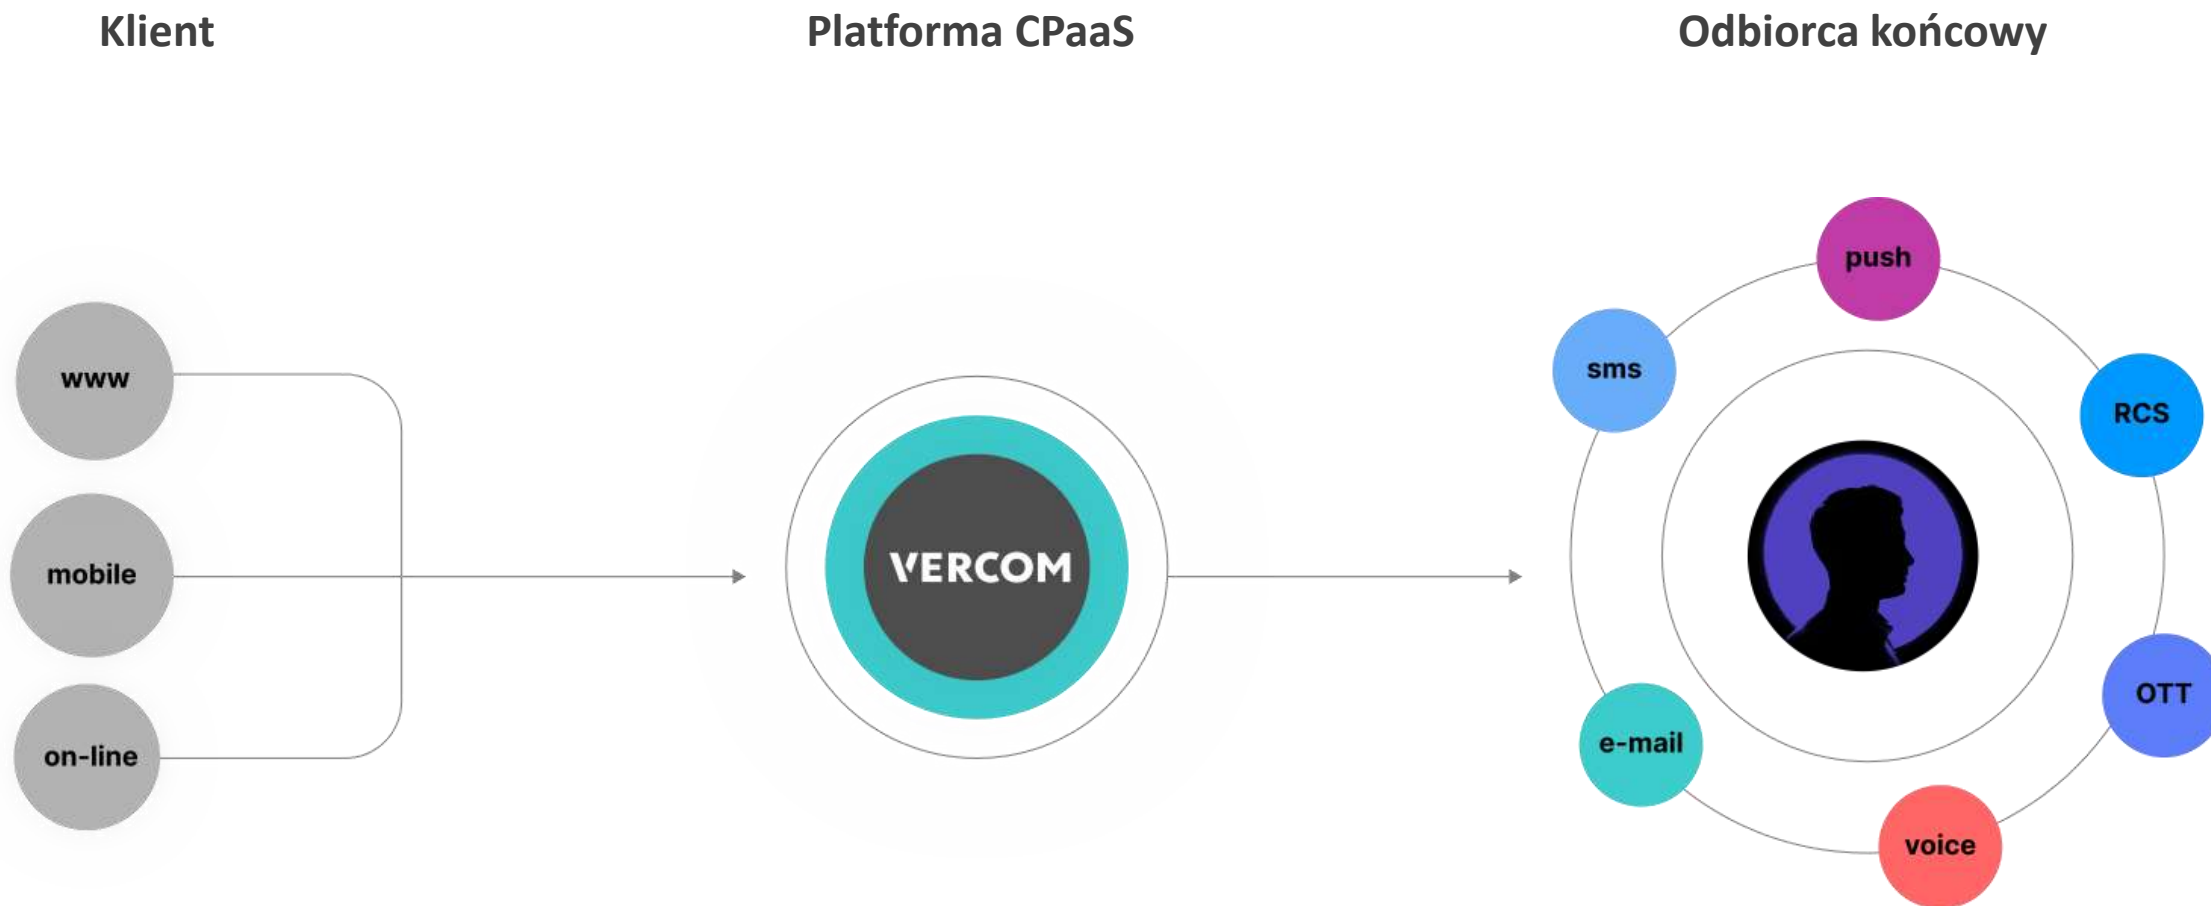 Klient
Platforma CPaaS
Odbiorca końcowy
www
mobile
on-line
VERCOM
push
sms
RCS
OTT
e-mail
voice